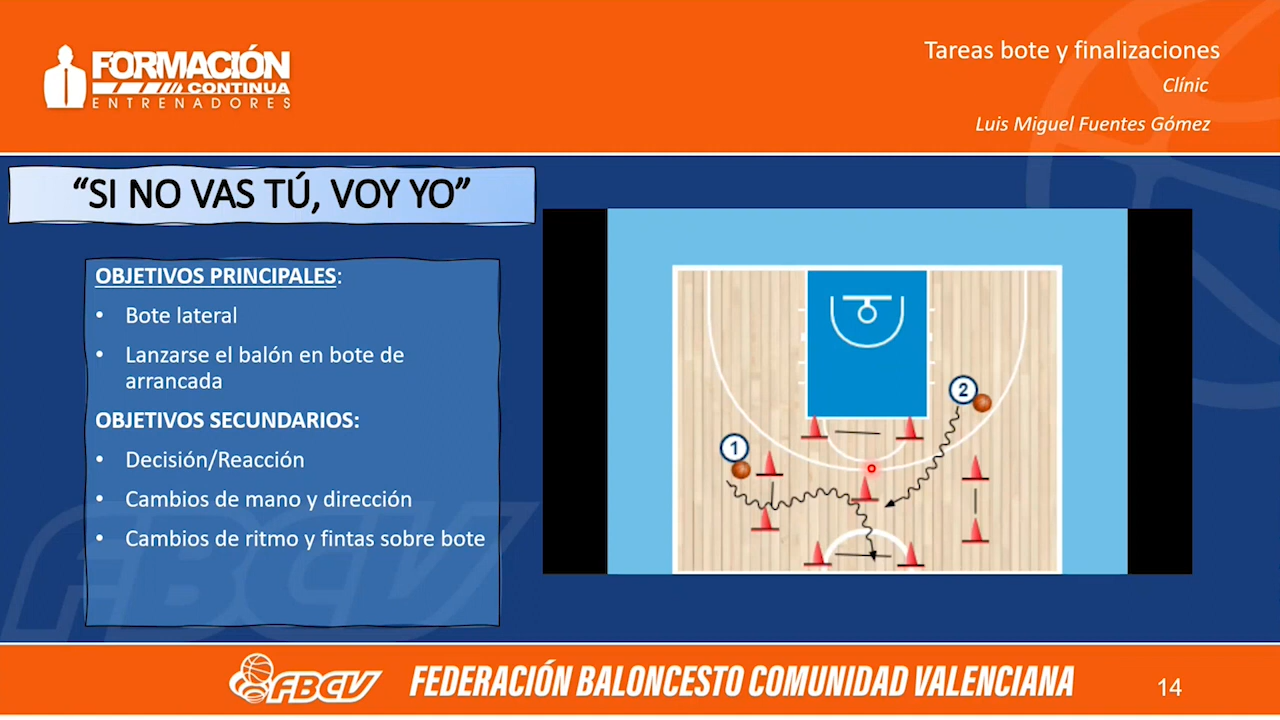 FORMACIÓN
CONTINUA
ENTRENADORES
Tareas bote y finalizaciones
Clínic
Luis Miguel Fuentes Gómez
“SI NO VAS TÚ, VOY YO”
OBJETIVOS PRINCIPALES:
• Bote lateral
• Lanzarse el balón en bote de
arrancada
OBJETIVOS SECUNDARIOS:
• Decisión/Reacción
• Cambios de mano y dirección
• Cambios de ritmo y fintas sobre bote
2
1
FBCV
FBCV
FEDERACIÓN BALONCESTO COMUNIDAD VALENCIANA
14